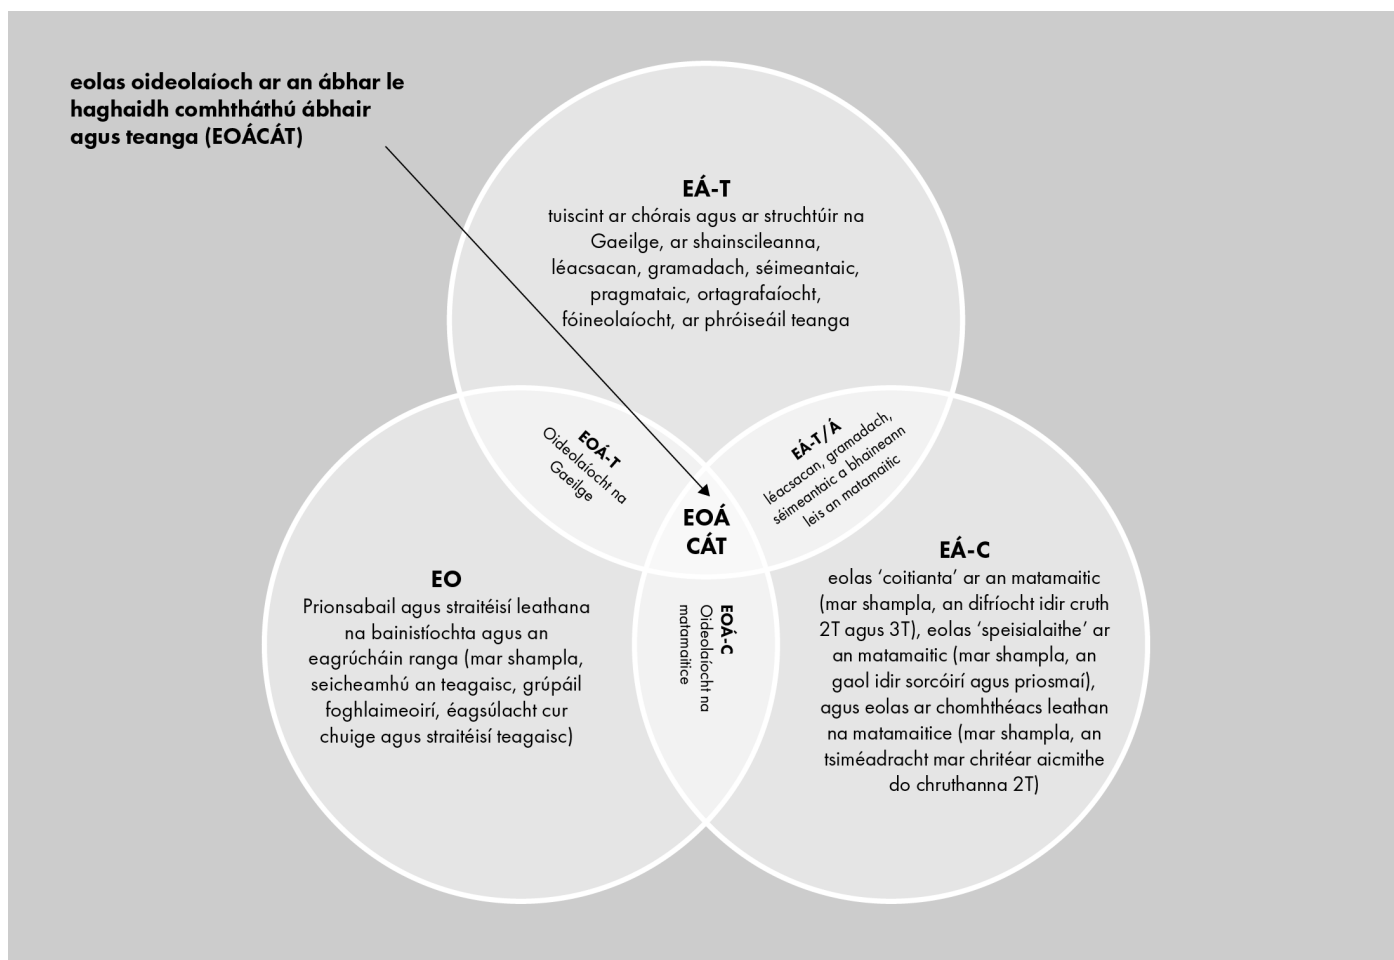 eolas oideolaíoch ar an ábhar le
haghaidh comhtháthú ábhair
agus teanga (EOÁCÁT)
EÁ-T
tuiscint ar chórais agus ar struchtúir na
Gaeilge, ar shainscileanna,
léacsacan, gramadach, séimeantaic,
pragmataic, ortagrafaíocht,
fóineolaíocht, ar phróiseáil teanga
EOÁ-T
Oideolaíocht na
Gaeilge
EÁ-T/Á
léacsacan, gramadach,
séimeantaic a bhaineann
leis an matamaitic
EOÁ
CÁT
EO
Prionsabail agus straitéisí leathana
na bainistíochta agus an
eagrúcháin ranga (mar shampla,
seicheamhú an teagaisc, grúpáil
foghlaimeoirí, éagsúlacht cur
chuige agus straitéisí teagaisc)
EOÁ-C
Oideolaíocht na
matamaitice
EÁ-C
eolas ‘coitianta’ ar an matamaitic
(mar shampla, an difríocht idir cruth
2T agus 3T), eolas ‘speisialaithe’ ar
an matamaitic (mar shampla, an
gaol idir sorcóirí agus priosmaí),
agus eolas ar chomhthéacs leathan
na matamaitice (mar shampla, an
tsiméadracht mar chritéar aicmithe
do chruthanna 2T)